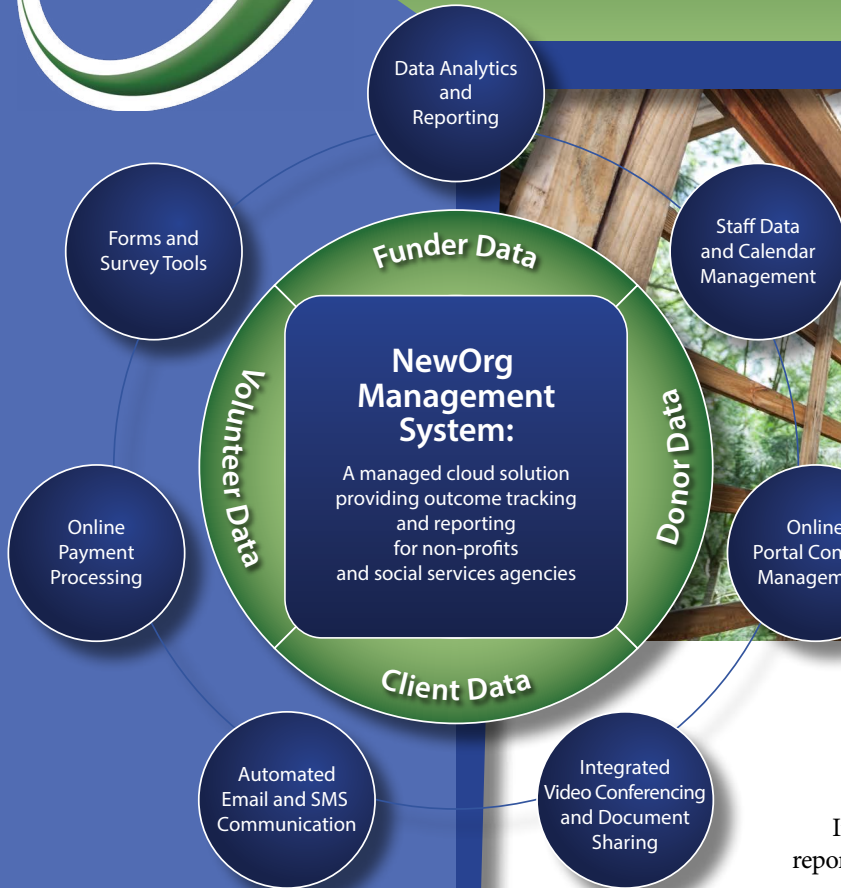 Data Analytics
and
Reporting
Forms and
Survey Tools
Staff Data
and Calendar
Management
Funder Data
Volunteer Data
Donor Data
NewOrg
Management
System:
A managed cloud solution
providing outcome tracking
and reporting
for non-profits
and social services agencies
Client Data
Online
Payment
Processing
Online
Portal
Automated
Email and SMS
Communication
Integrated
Video Conferencing
and Document
Sharing